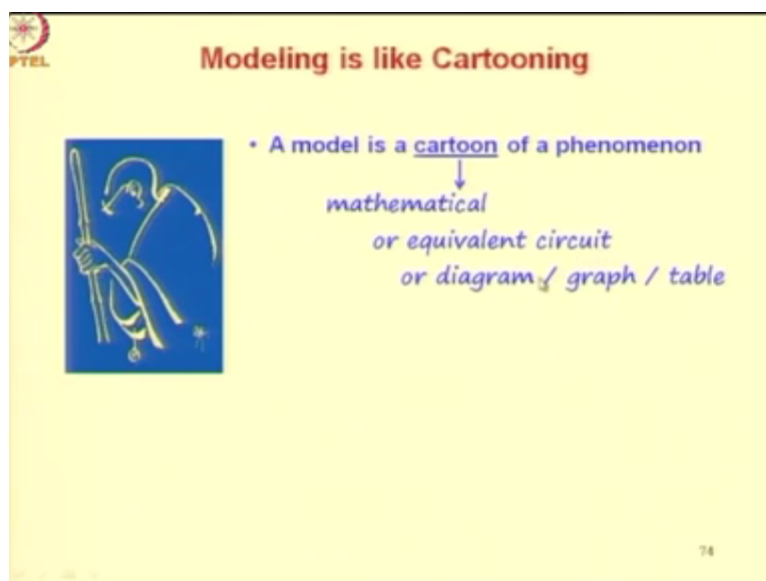 PTEL
Modeling is like Cartooning
• A model is a cartoon of a phenomenon
mathematical
or equivalent circuit
or diagram / graph / table
74